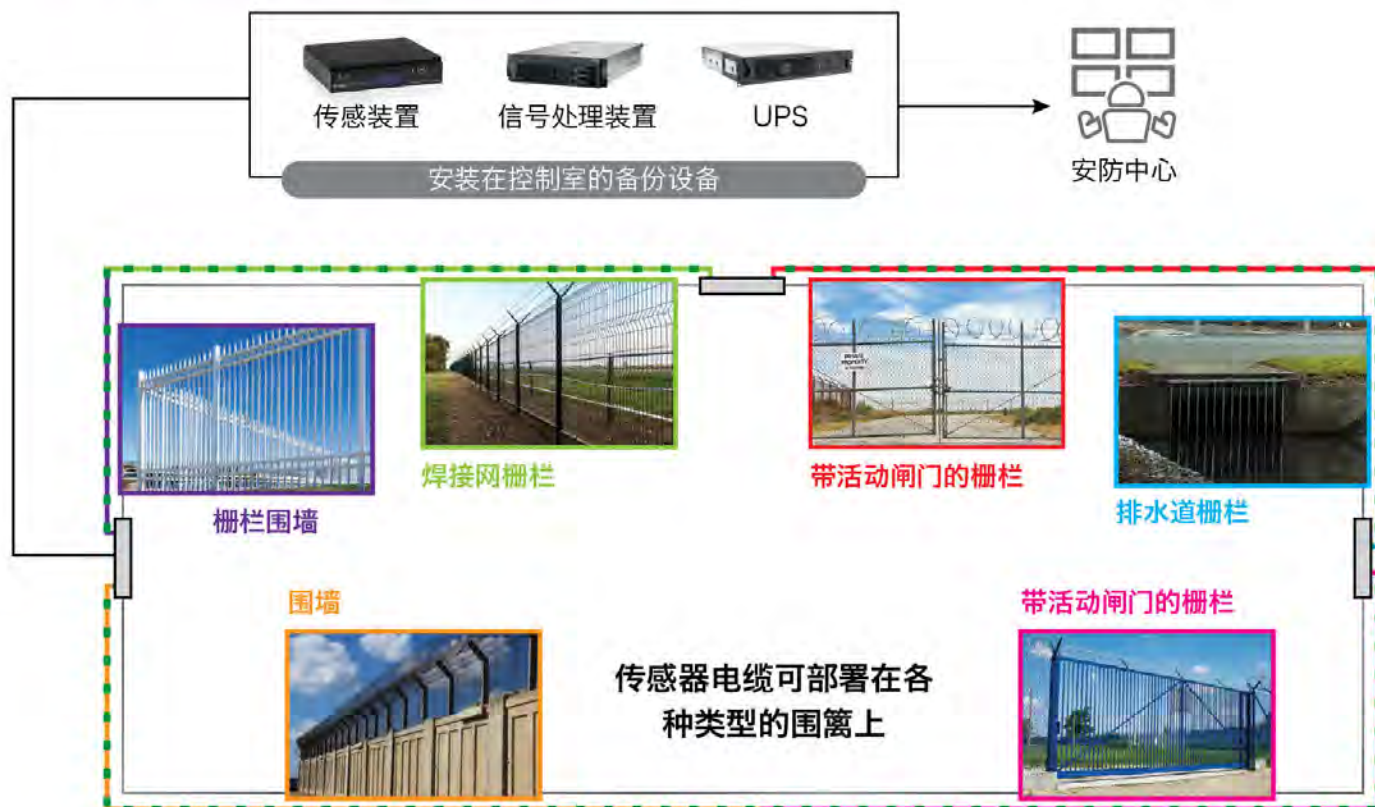 传感装置
信号处理装置
UPS
安装在控制室的备份设备
安防中心
PRIVATE
PROPERTY
栅栏围墙
焊接网栅栏
带活动闸门的栅栏
排水道栅栏
围墙
带活动闸门的栅栏
传感器电缆可部署在各
种类型的围篱上